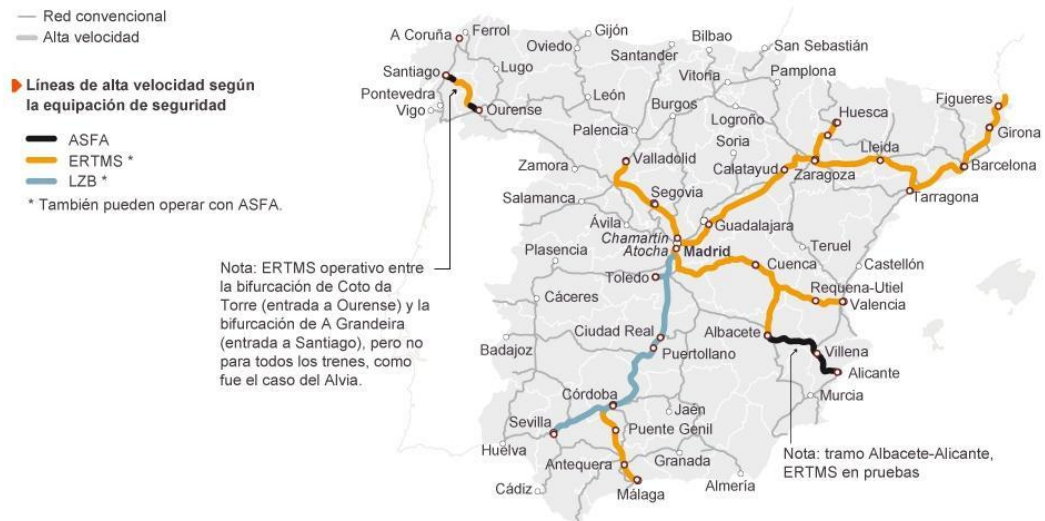 Red convencional
Alta velocidad
Líneas de alta velocidad según
la equipación de seguridad
ASFA
ERTMS *
LZB *
* También pueden operar con ASFA.
Nota: ERTMS operativo entre
la bifurcación de Coto da
Torre (entrada a Ourense) y la
bifurcación de A Grandeira
(entrada a Santiago), pero no
para todos los trenes, como
fue el caso del Alvia.
A Coruña
Ferrol
Oviedo
Gijón
Santander
Bilbao
San Sebastián
Santiago
Lugo
Vitoria
Pamplona
Pontevedra
Vigo
Ourense
León
Burgos
Logroño
Huesca
Figueres
Girona
Palencia
Soria
Lleida
Zamora
Valladolid
Calatayud
Zaragoza
Barcelona
Salamanca
Segovia
Tarragona
Ávila
Guadalajara
Chamartín
Atocha
Madrid
Teruel
Plasencia
Cuenca
Castellón
Toledo
Requena-Utiel
Valencia
Cáceres
Ciudad Real
Albacete
Badajoz
Puertollano
Villena
Alicante
Murcia
Córdoba
Jaén
Sevilla
Puente Genil
Huelva
Antequera
Granada
Nota: tramo Albacete-Alicante,
ERTMS en pruebas
Cádiz
Málaga
Almería